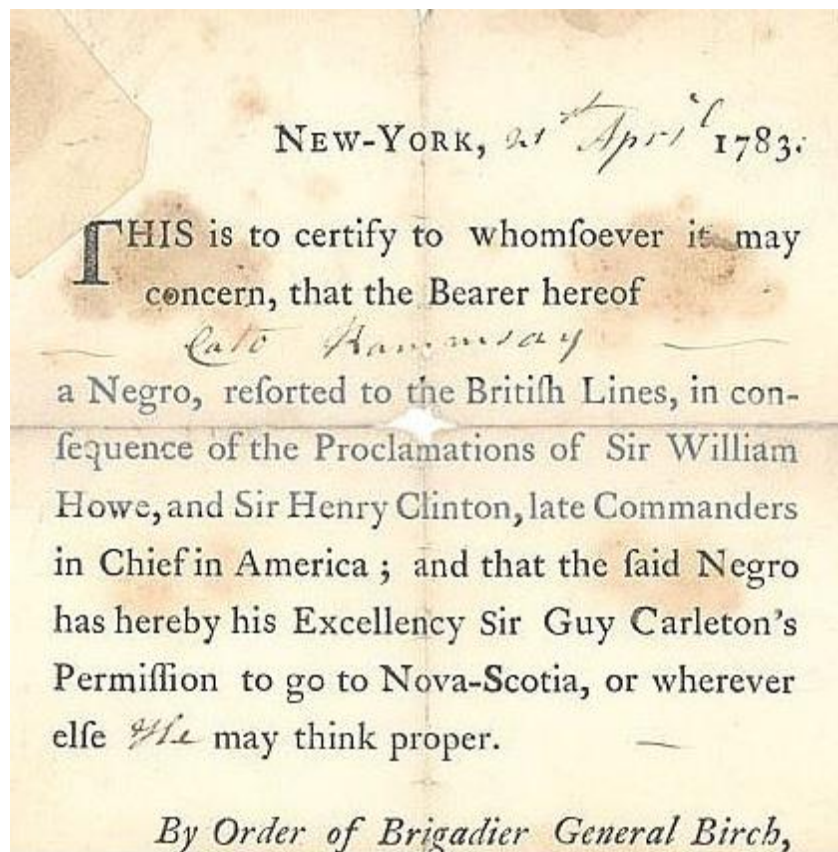 NEW-YORK, 21st April 1783.
THIS is to certify to whomſoever it may
concern, that the Bearer hereof
Cato Rammsay
a Negro, reſorted to the Britiſh Lines, in con-
ſequence of the Proclamations of Sir William
Howe, and Sir Henry Clinton, late Commanders
in Chief in America ; and that the ſaid Negro
has hereby his Excellency Sir Guy Carleton's
Permiſſion to go to Nova-Scotia, or wherever
elſe He may think proper.
By Order of Brigadier General Birch,